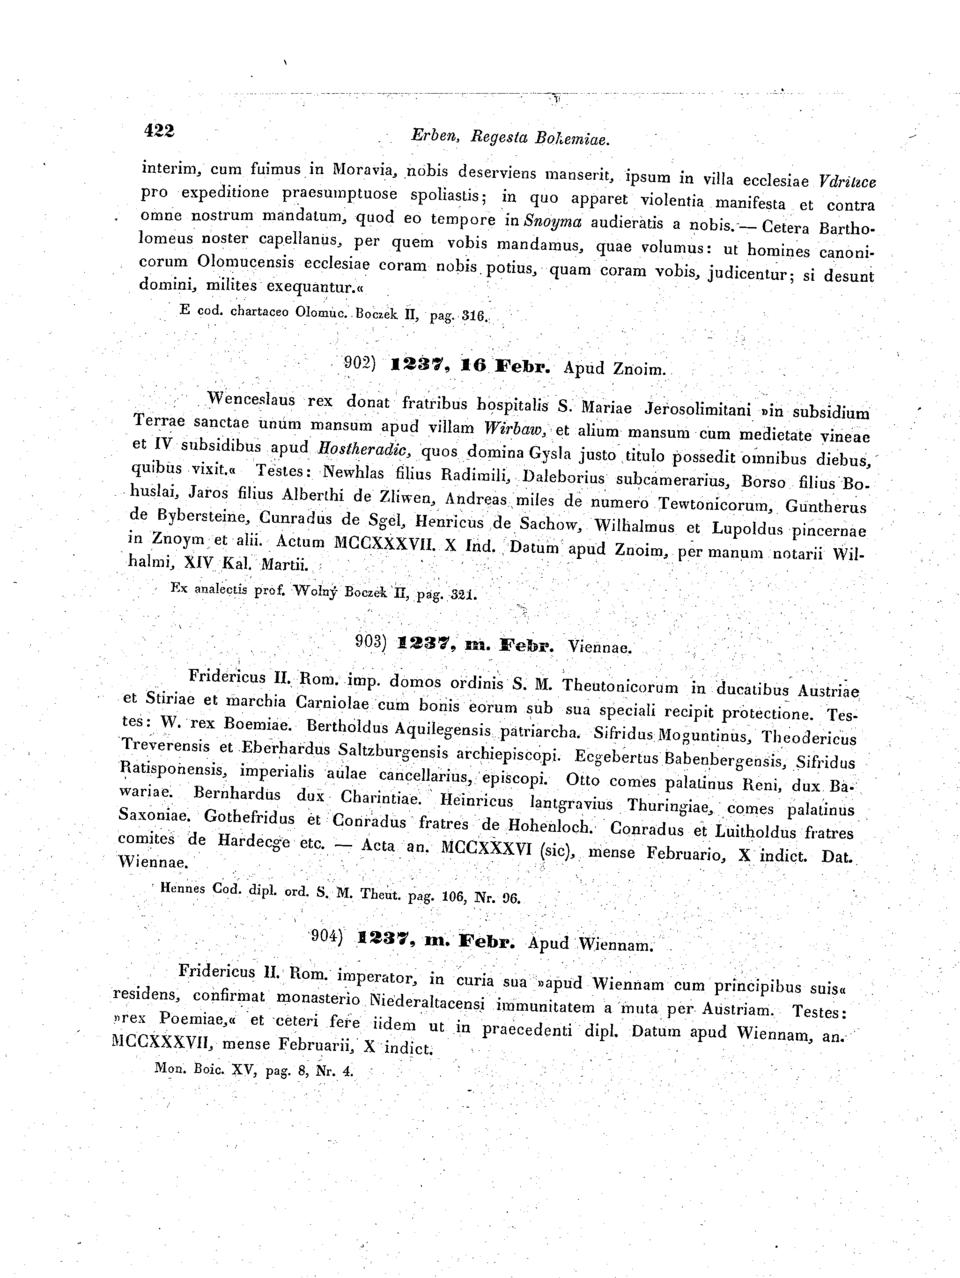 422
Erben, Regesta Bohemiae.
interim, cum fuimus in Moravia, nobis deserviens manserit, ipsum in villa ecclesiae Vdritzce
pro expeditione praesumptuose spoliastis; in quo apparet violentia manifesta et contra
omne nostrum mandatum, quod eo tempore in Snoyma audieratis a nobis. — Cetera Bartho-
lomeus noster capellanus, per quem vobis mandamus, quae volumus: ut homines canoni-
corum Olomucensis ecclesiae coram nobis potius, quam coram vobis, judicentur; si desunt
domini, milites exequantur.«
E cod. chartaceo Olomuc. Boczek II, pag. 316.
902) 1237, 16 Febr. Apud Znoim.
Wenceslaus rex donat fratribus hospitalis S. Mariae Jerosolimitani »in subsidium
Terrae sanctae unum mansum apud villam Wirbaw, et alium mansum cum medietate vineae
et IV subsidibus apud Hostheradic, quos domina Gysla justo titulo possedit omnibus diebus,
quibus vixit.« Testes: Newhlas filius Radimili, Daleborius subcamerarius, Borso filius Bo-
huslai, Jaros filius Alberthi de Zliwen, Andreas miles de numero Tewtonicorum, Guntherus
de Bybersteine, Cunradus de Sgel, Henricus de Sachow, Wilhalmus et Lupoldus pincernae
in Znoym et alii. Actum MCCXXXVII. X Ind. Datum apud Znoim, per manum notarii Wil-
halmi, XIV Kal. Martii.
Ex analectis prof. Wolný Boczek II, pag. 321.
903) 1237, m. Febr. Viennae.
Fridericus II. Rom. imp. domos ordinis S. M. Theutonicorum in ducatibus Austriae
et Stiriae et marchia Carniolae cum bonis eorum sub sua speciali recipit protectione. Tes-
tes: W. rex Boemiae. Bertholdus Aquilegensis patriarcha. Sifridus Moguntinus, Theodericus
Treverensis et Eberhardus Saltzburgensis archiepiscopi. Ecgebertus Babenbergensis, Sifridus
Ratisponensis, imperialis aulae cancellarius, episcopi. Otto comes palatinus Reni, dux Ba-
wariae. Bernhardus dux Charintiae. Heinricus lantgravius Thuringiae, comes palatinus
Saxoniae. Gothefridus et Conradus fratres de Hohenloch. Conradus et Luitholdus fratres
comites de Hardecge etc. — Acta an. MCCXXXVI (sic), mense Februario, X indict. Dat.
Wiennae.
Hennes Cod. dipl. ord. S. M. Theut. pag. 106, Nr. 96.
904) 1237, m. Febr. Apud Wiennam.
Fridericus II. Rom. imperator, in curia sua »apud Wiennam cum principibus suis«
residens, confirmat monasterio Niederaltacensi immunitatem a muta per Austriam. Testes:
»rex Poemiae,« et ceteri fere iidem ut in praecedenti dipl. Datum apud Wiennam, an.
MCCXXXVII, mense Februarii, X indict.
Mon. Boic. XV, pag. 8, Nr. 4.